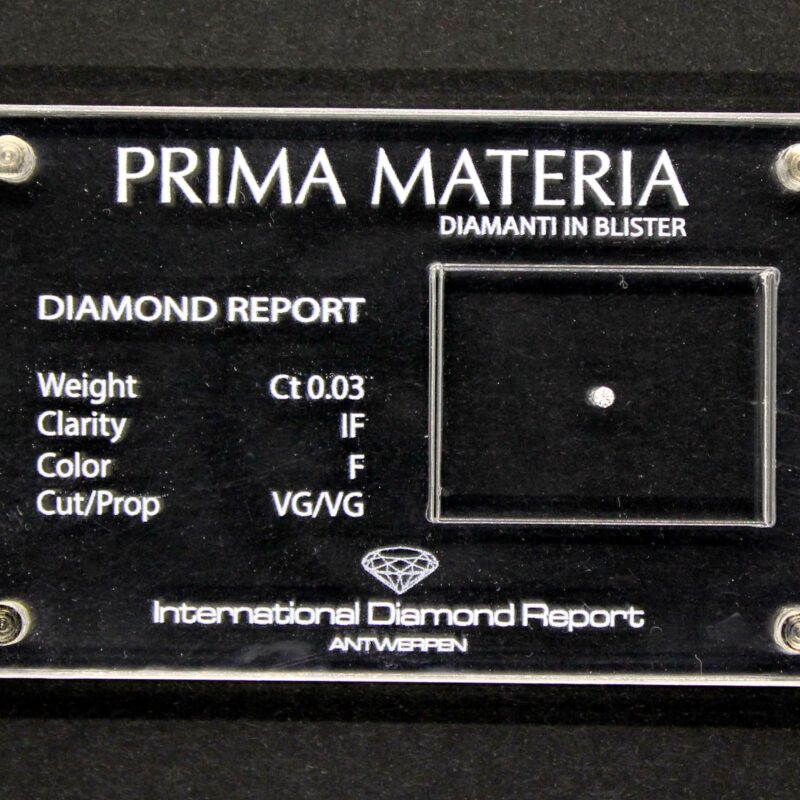 PRIMA MATERIA
DIAMANTI IN BLISTER
DIAMOND REPORT
Weight Ct 0.03
Clarity IF
Color F
Cut/Prop VG/VG
International Diamond Report
ANTWERPEN